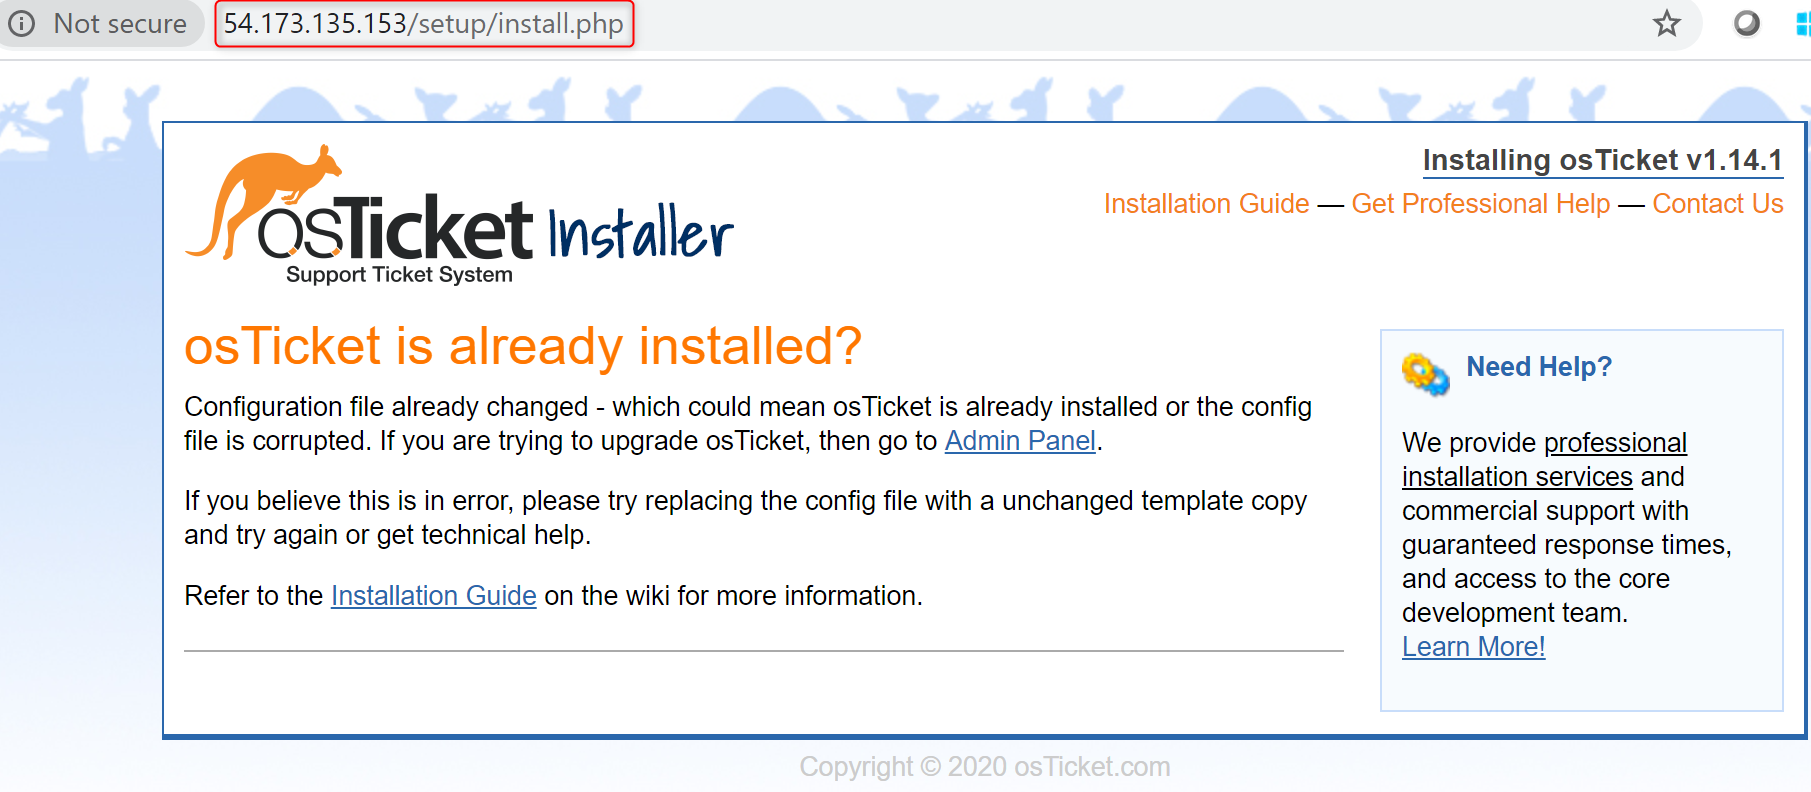 Not secure 54.173.135.153/setup/install.php
Installing osTicket v1.14.1
Installation Guide — Get Professional Help — Contact Us
osTicket Installer
Support Ticket System
osTicket is already installed?
Configuration file already changed - which could mean osTicket is already installed or the config
file is corrupted. If you are trying to upgrade osTicket, then go to Admin Panel.
If you believe this is in error, please try replacing the config file with a unchanged template copy
and try again or get technical help.
Refer to the Installation Guide on the wiki for more information.
Need Help?
We provide professional
installation services and
commercial support with
guaranteed response times,
and access to the core
development team.
Learn More!
Copyright © 2020 osTicket.com